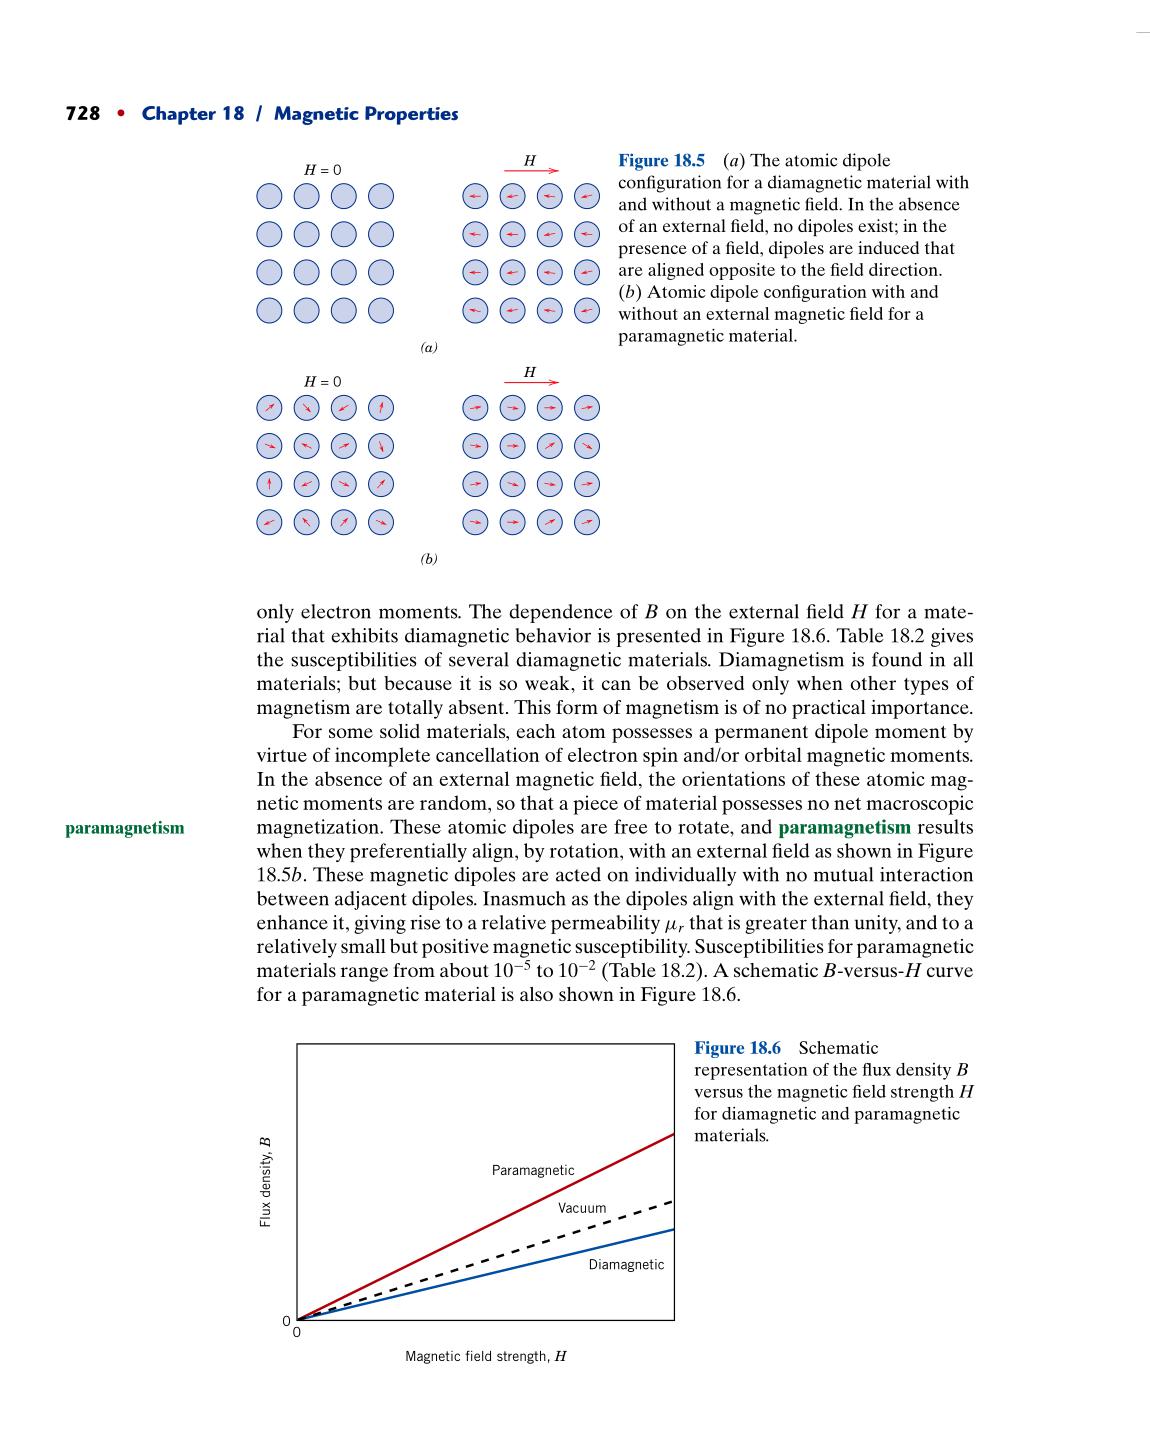 728 • Chapter 18 / Magnetic Properties
H = 0
H
Figure 18.5 (a) The atomic dipole
configuration for a diamagnetic material with
and without a magnetic field. In the absence
of an external field, no dipoles exist; in the
presence of a field, dipoles are induced that
are aligned opposite to the field direction.
(b) Atomic dipole configuration with and
without an external magnetic field for a
paramagnetic material.
(a)
H = 0
H
(b)
only electron moments. The dependence of B on the external field H for a mate-
rial that exhibits diamagnetic behavior is presented in Figure 18.6. Table 18.2 gives
the susceptibilities of several diamagnetic materials. Diamagnetism is found in all
materials; but because it is so weak, it can be observed only when other types of
magnetism are totally absent. This form of magnetism is of no practical importance.
For some solid materials, each atom possesses a permanent dipole moment by
virtue of incomplete cancellation of electron spin and/or orbital magnetic moments.
In the absence of an external magnetic field, the orientations of these atomic mag-
netic moments are random, so that a piece of material possesses no net macroscopic
magnetization. These atomic dipoles are free to rotate, and paramagnetism results
paramagnetism
when they preferentially align, by rotation, with an external field as shown in Figure
18.5b. These magnetic dipoles are acted on individually with no mutual interaction
between adjacent dipoles. Inasmuch as the dipoles align with the external field, they
enhance it, giving rise to a relative permeability μr that is greater than unity, and to a
relatively small but positive magnetic susceptibility. Susceptibilities for paramagnetic
materials range from about 10⁻⁵ to 10⁻² (Table 18.2). A schematic B-versus-H curve
for a paramagnetic material is also shown in Figure 18.6.
Figure 18.6 Schematic
representation of the flux density B
versus the magnetic field strength H
for diamagnetic and paramagnetic
materials.
Flux density, B
Paramagnetic
Vacuum
Diamagnetic
0
0
Magnetic field strength, H